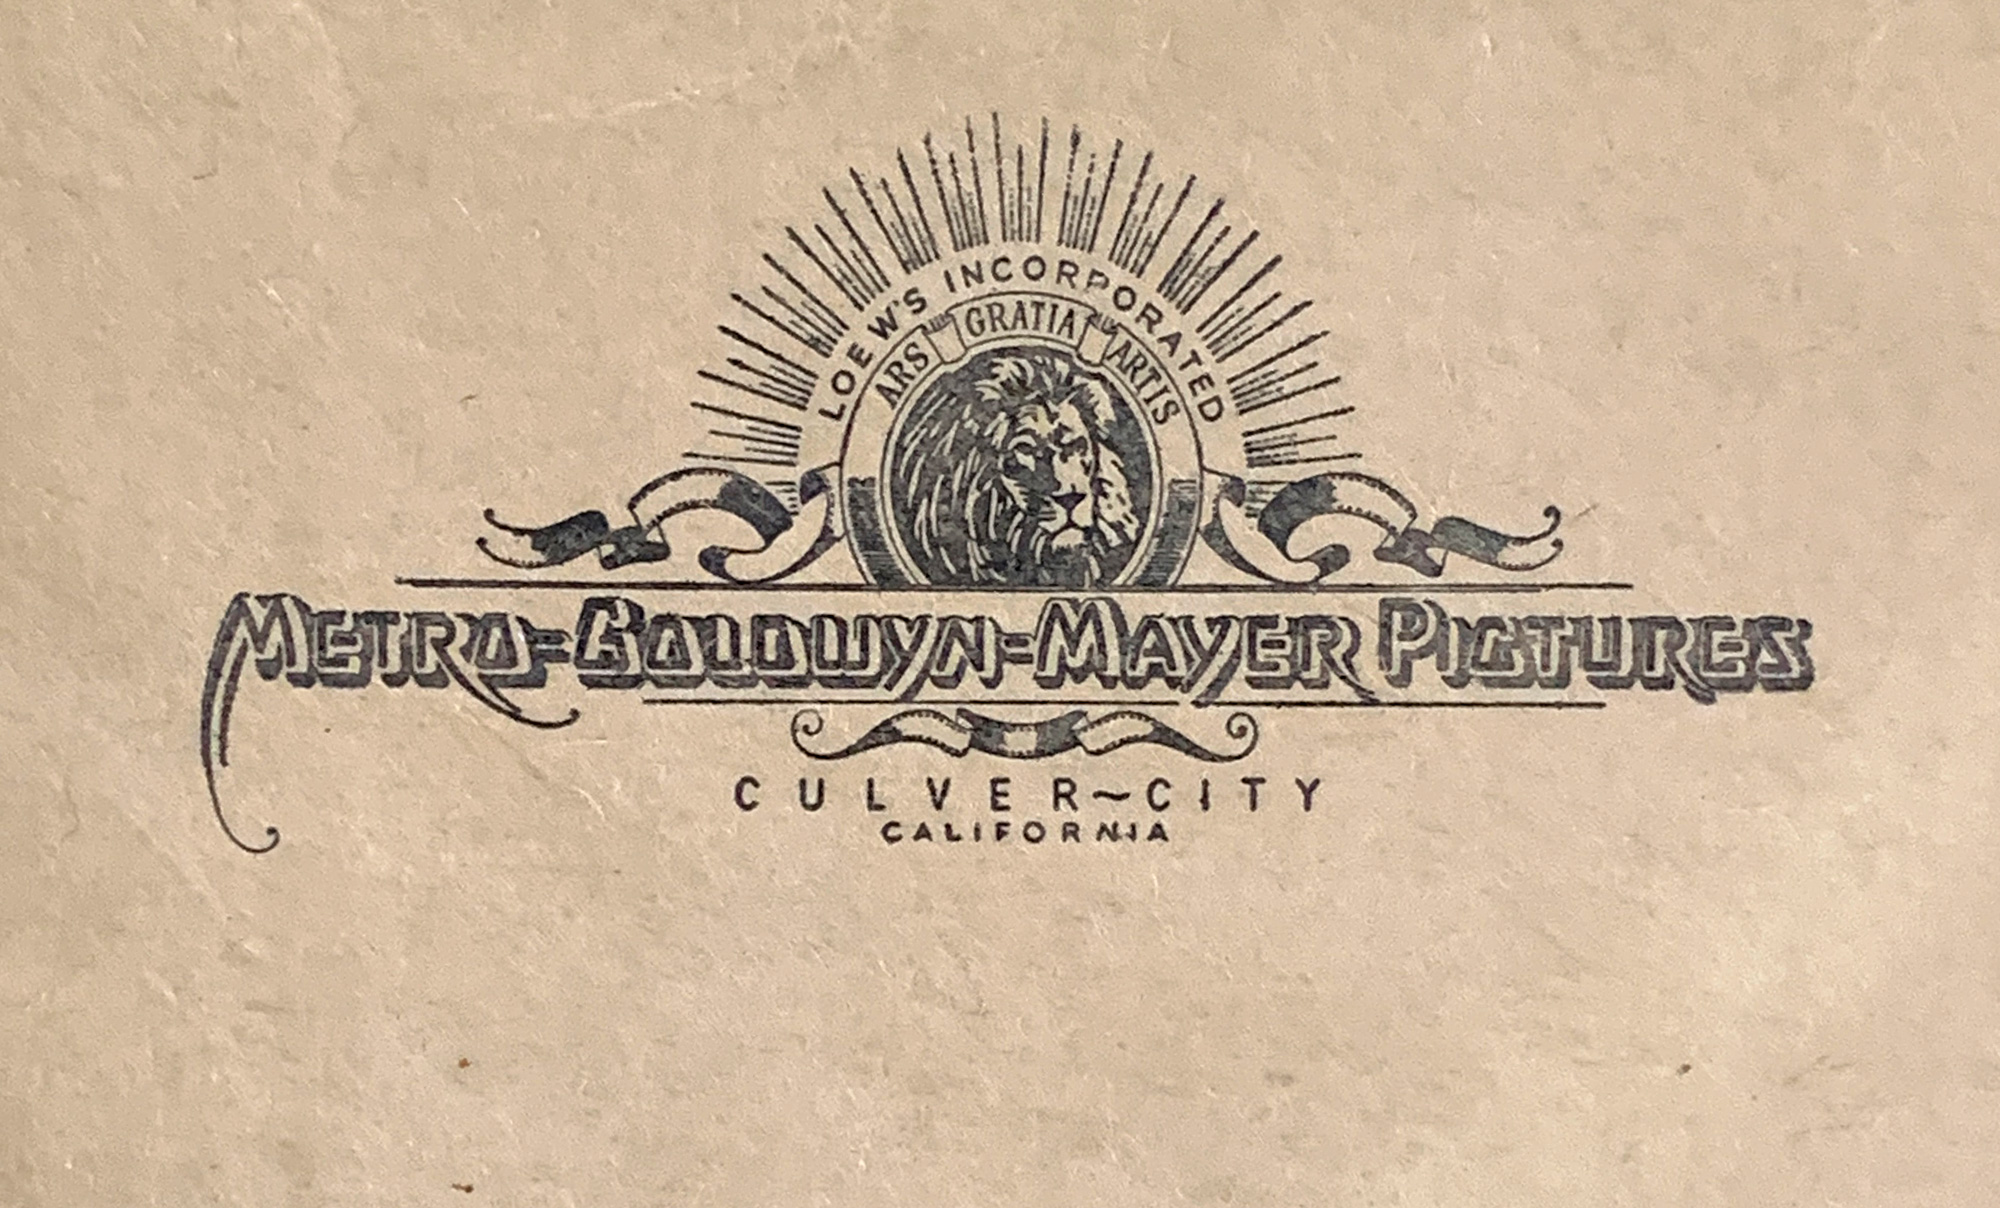 LOEW'S INCORPORATED
ARS GRATIA ARTIS
METRO-GOLDWYN-MAYER PICTURES
CULVER~CITY
CALIFORNIA